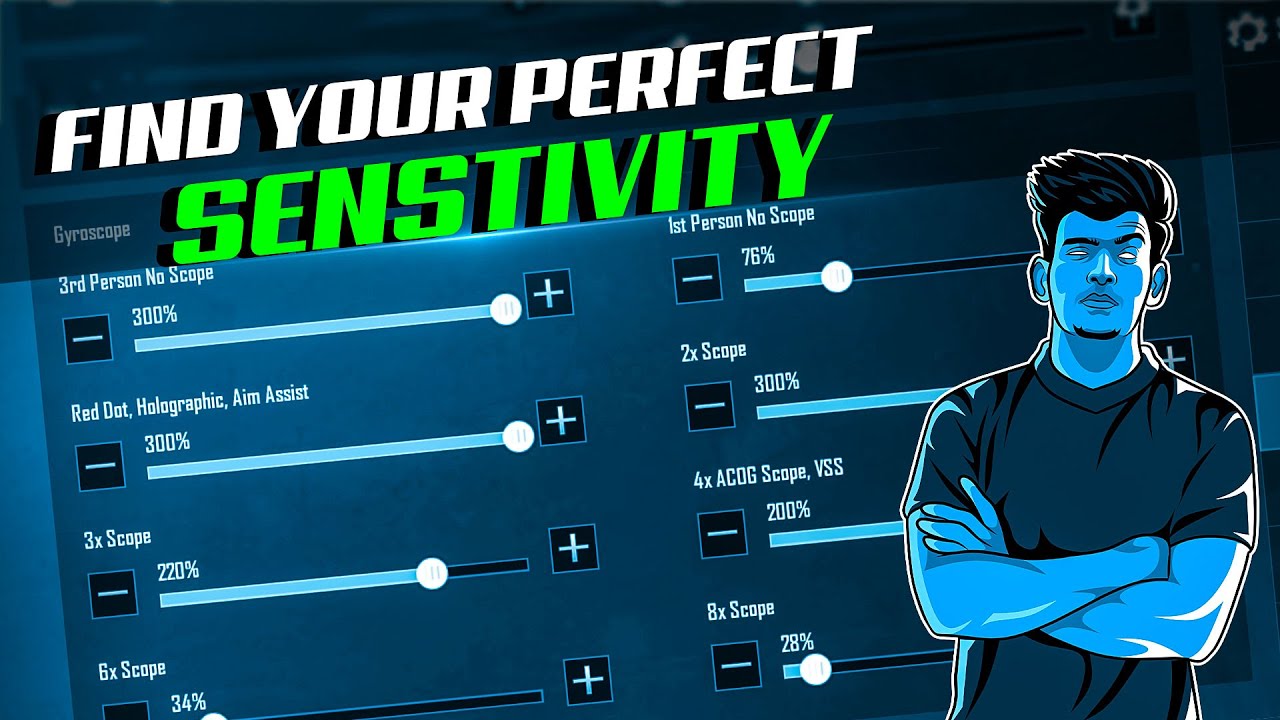 FIND YOUR PERFECT
SENSTIVITY
Gyroscope
3rd Person No Scope
300%
1st Person No Scope
76%
Red Dot, Holographic, Aim Assist
300%
2x Scope
300%
3x Scope
220%
4x ACOG Scope, VSS
200%
6x Scope
34%
8x Scope
28%